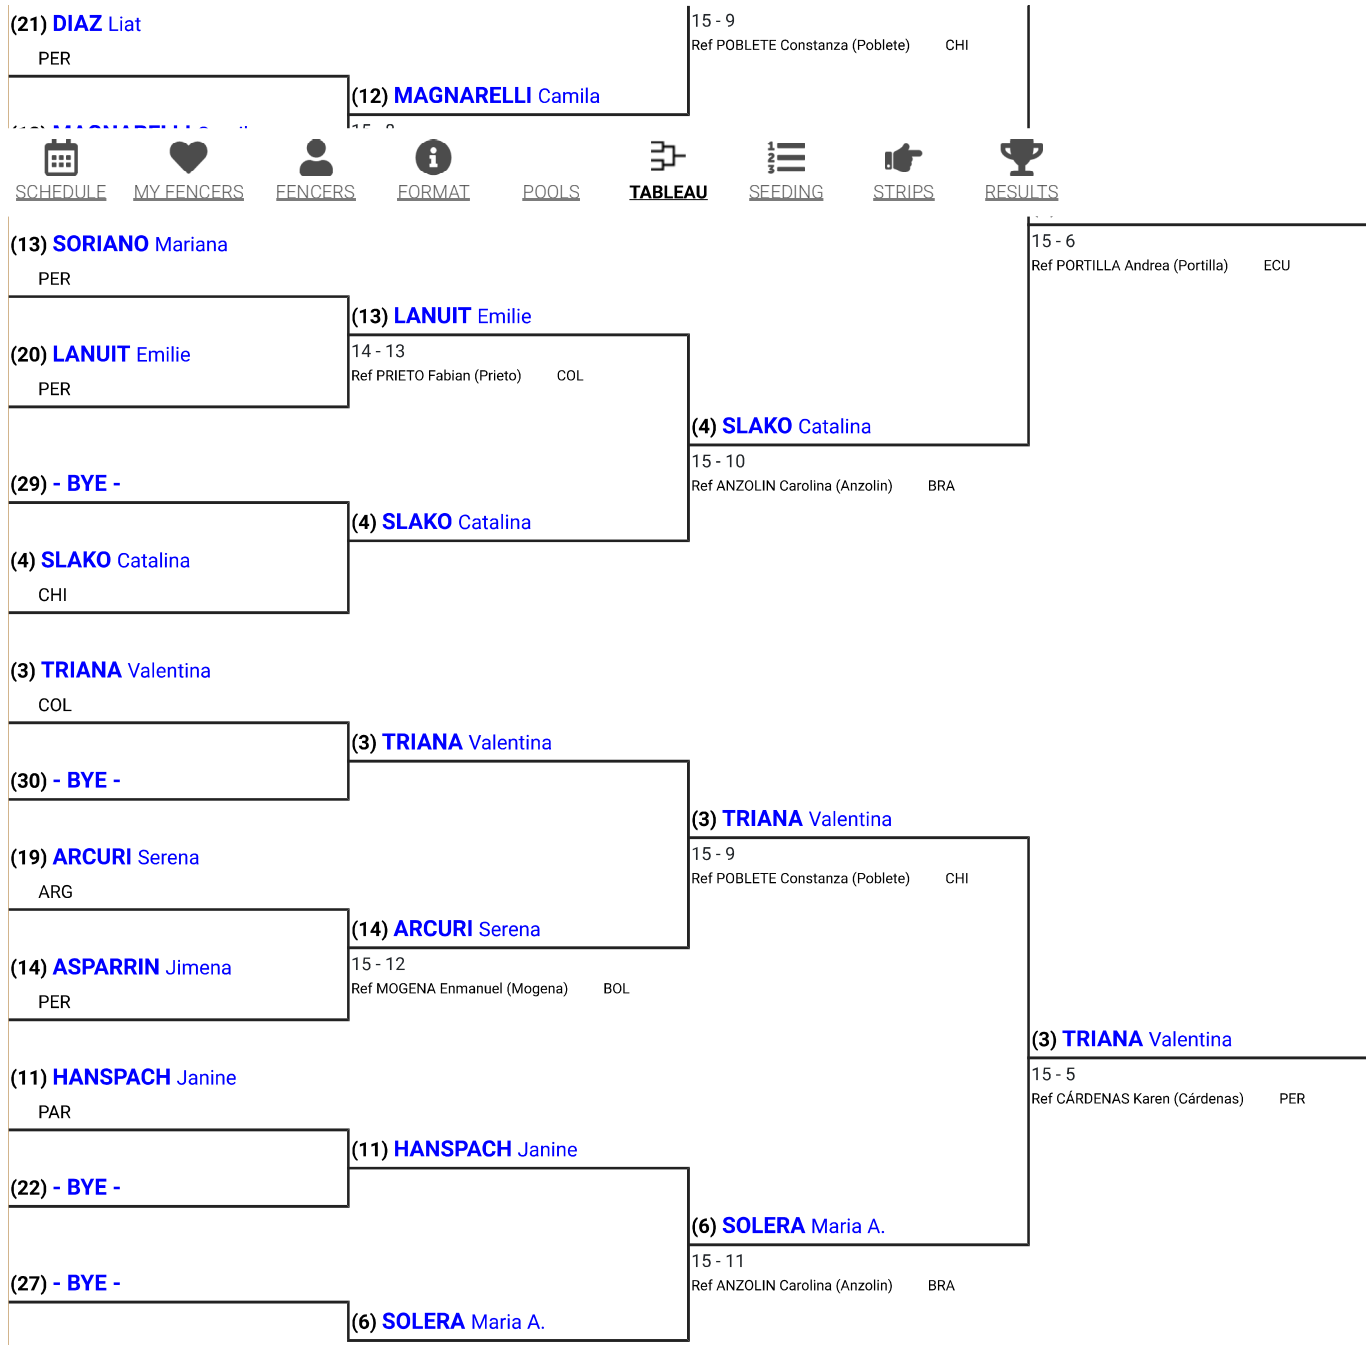 (21) DIAZ Liat
PER
15 - 9
Ref POBLETE Constanza (Poblete) CHI
(12) MAGNARELLI Camila
SCHEDULE MY FENCERS FENCERS FORMAT POOLS TABLEAU SEEDING STRIPS RESULTS
(13) SORIANO Mariana
PER
15 - 6
Ref PORTILLA Andrea (Portilla) ECU
(13) LANUIT Emilie
14 - 13
Ref PRIETO Fabian (Prieto) COL
(20) LANUIT Emilie
PER
(4) SLAKO Catalina
15 - 10
Ref ANZOLIN Carolina (Anzolin) BRA
(29) - BYE -
(4) SLAKO Catalina
(4) SLAKO Catalina
CHI
(3) TRIANA Valentina
COL
(3) TRIANA Valentina
(30) - BYE -
(3) TRIANA Valentina
15 - 9
Ref POBLETE Constanza (Poblete) CHI
(19) ARCURI Serena
ARG
(14) ARCURI Serena
15 - 12
Ref MOGENA Enmanuel (Mogena) BOL
(14) ASPARRIN Jimena
PER
(3) TRIANA Valentina
15 - 5
Ref CÁRDENAS Karen (Cárdenas) PER
(11) HANSPACH Janine
PAR
(11) HANSPACH Janine
(22) - BYE -
(6) SOLERA Maria A.
15 - 11
Ref ANZOLIN Carolina (Anzolin) BRA
(27) - BYE -
(6) SOLERA Maria A.